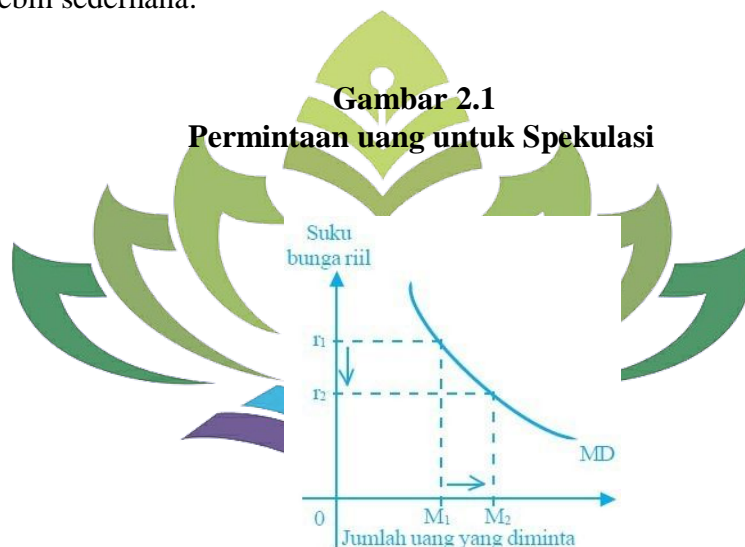 sederhana.
Gambar 2.1
Permintaan uang untuk Spekulasi
Suku
bunga riil
r₁
r₂
MD
0
M₁
M₂
Jumlah uang yang diminta